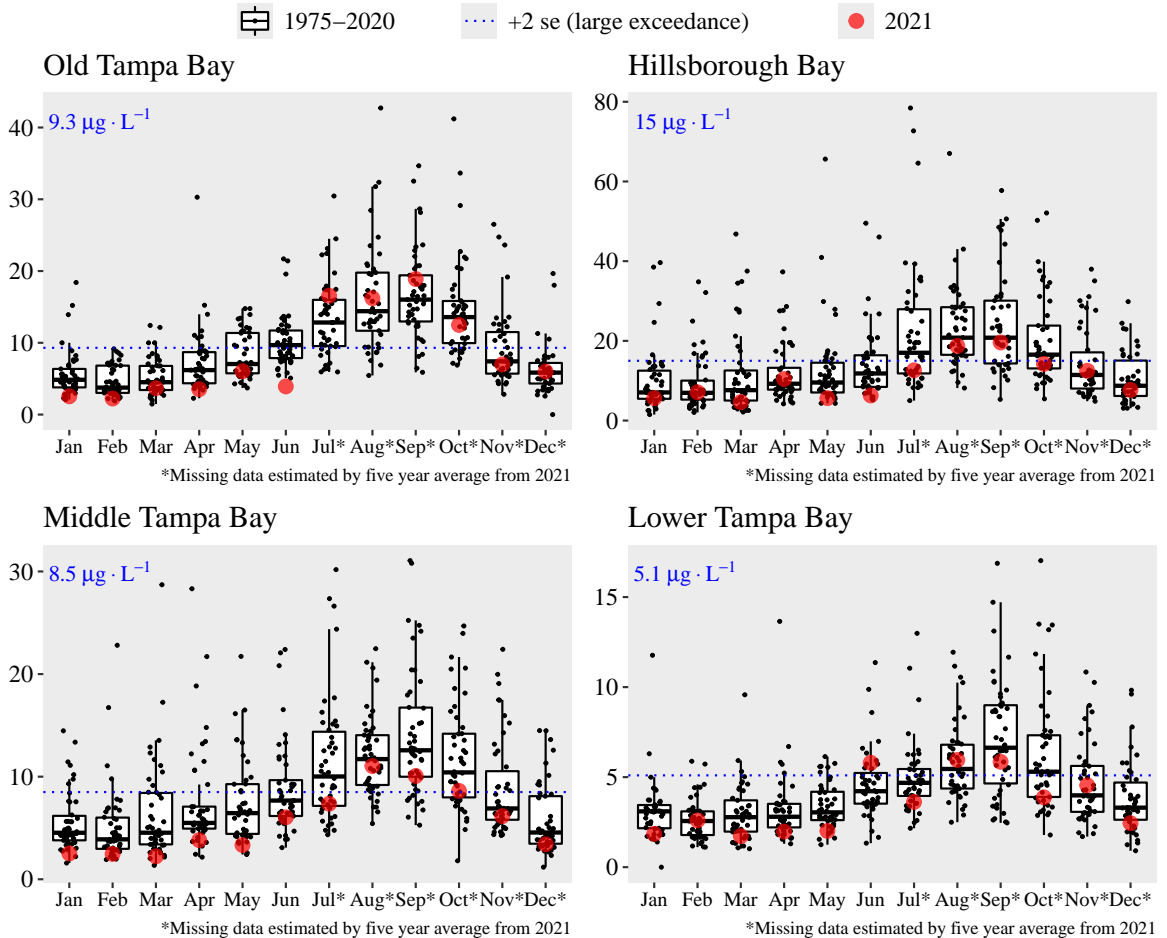 1975−2020 +2 se (large exceedance) 2021
Old Tampa Bay
9.3 μg · L−1
40
30
20
10
0
Jan Feb Mar Apr May Jun Jul* Aug* Sep* Oct* Nov* Dec*
*Missing data estimated by five year average from 2021
Hillsborough Bay
15 μg · L−1
80
60
40
20
0
Jan Feb Mar Apr May Jun Jul* Aug* Sep* Oct* Nov* Dec*
*Missing data estimated by five year average from 2021
Middle Tampa Bay
8.5 μg · L−1
30
20
10
0
Jan Feb Mar Apr May Jun Jul* Aug* Sep* Oct* Nov* Dec*
*Missing data estimated by five year average from 2021
Lower Tampa Bay
5.1 μg · L−1
15
10
5
0
Jan Feb Mar Apr May Jun Jul* Aug* Sep* Oct* Nov* Dec*
*Missing data estimated by five year average from 2021